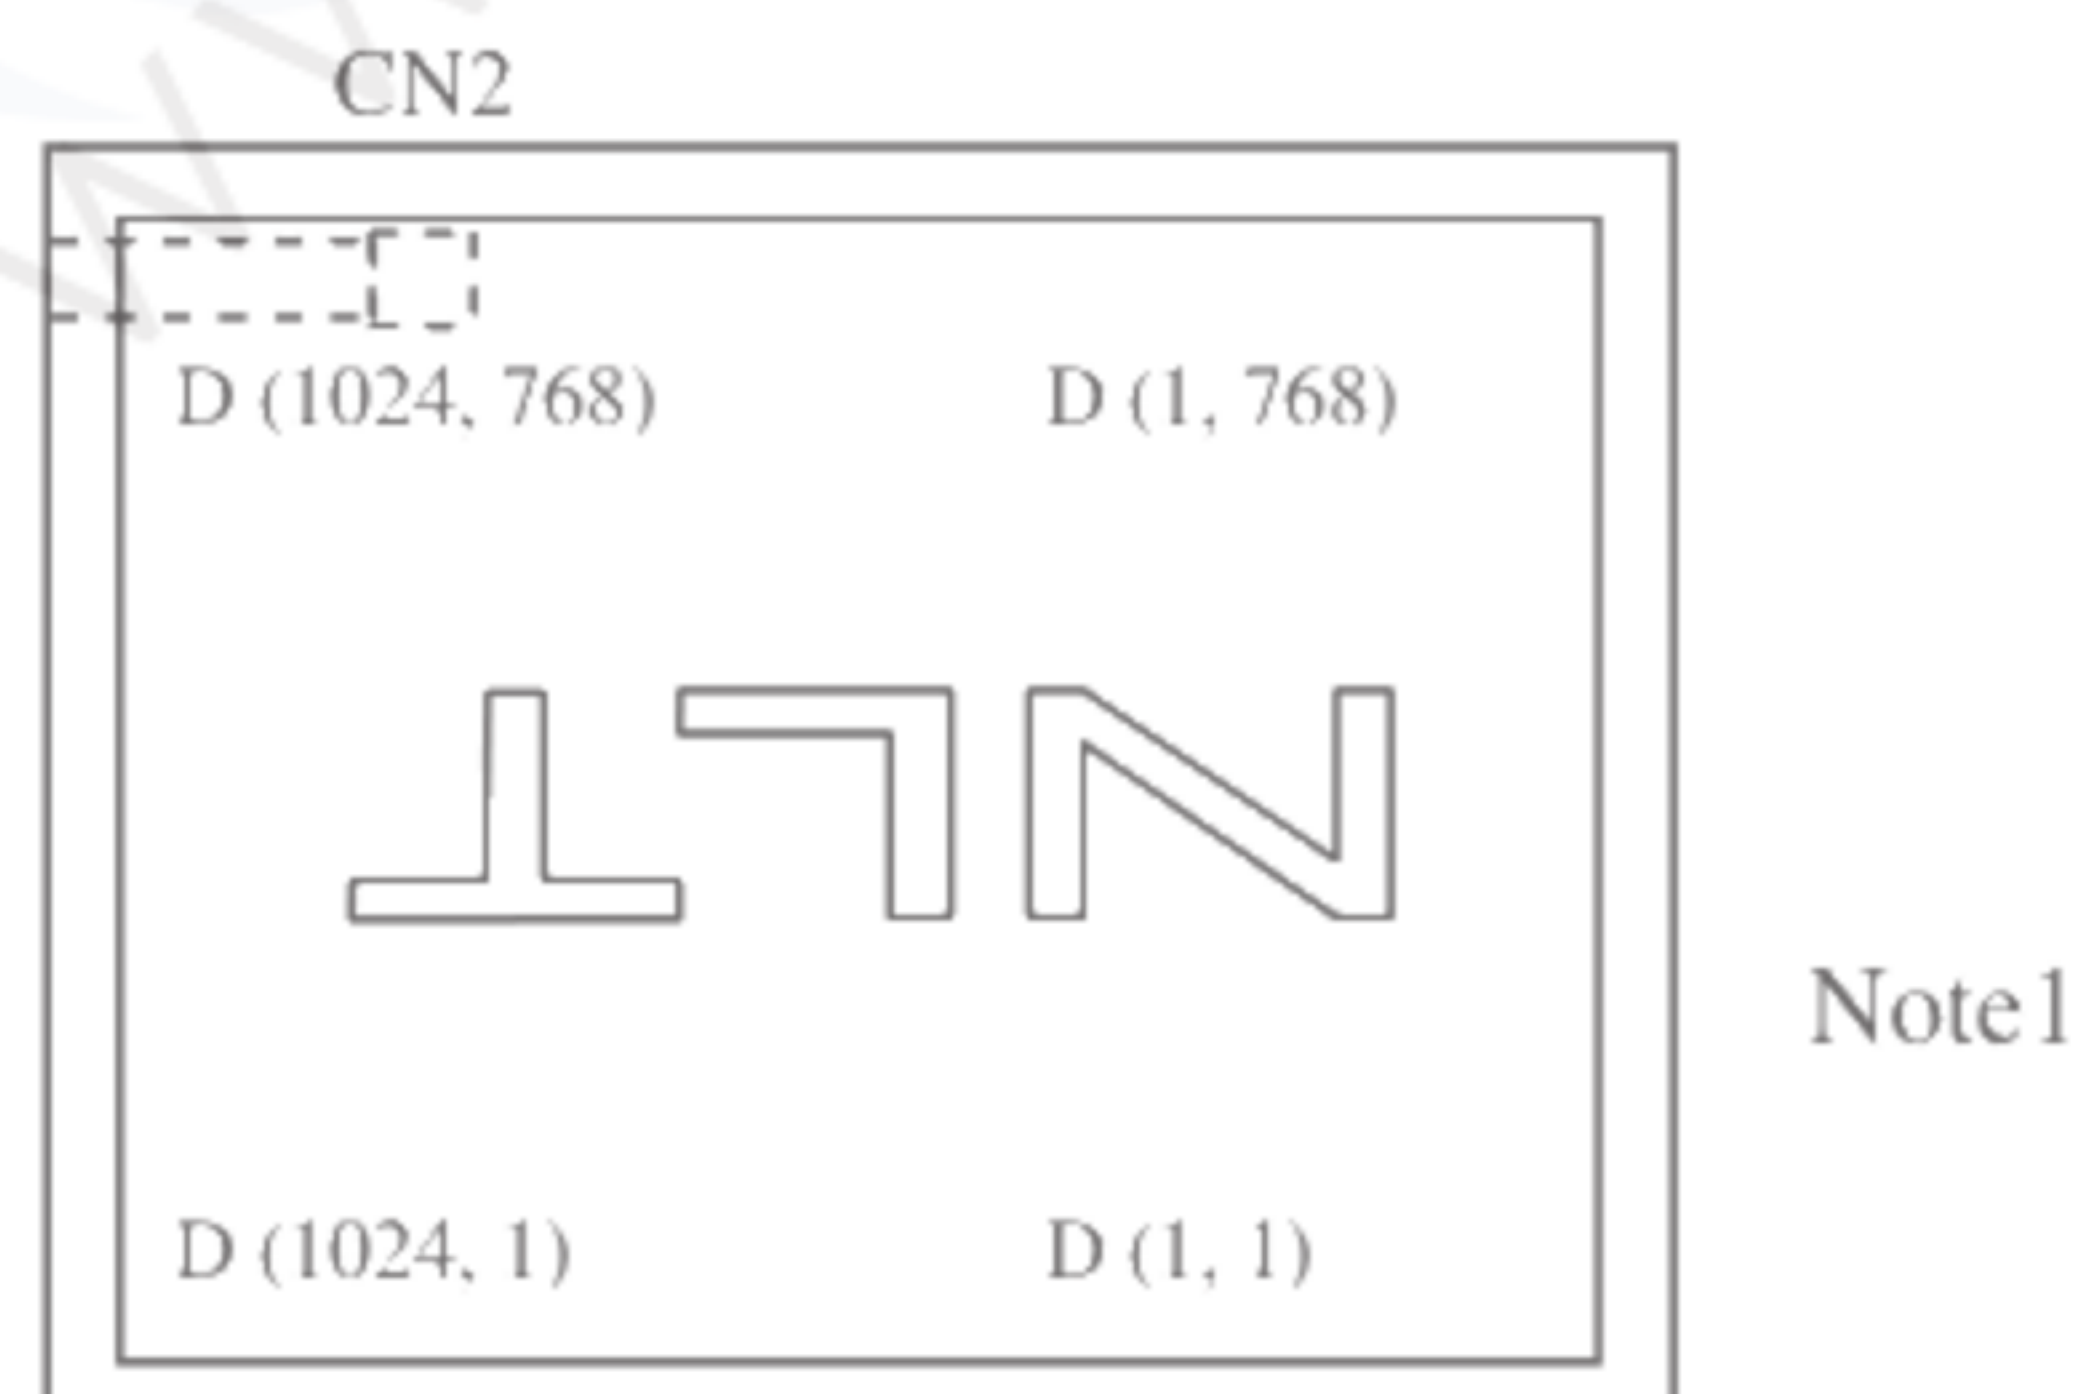 CN2
D (1024, 768) D (1, 768)
NLT
Note1
D (1024, 1) D (1, 1)